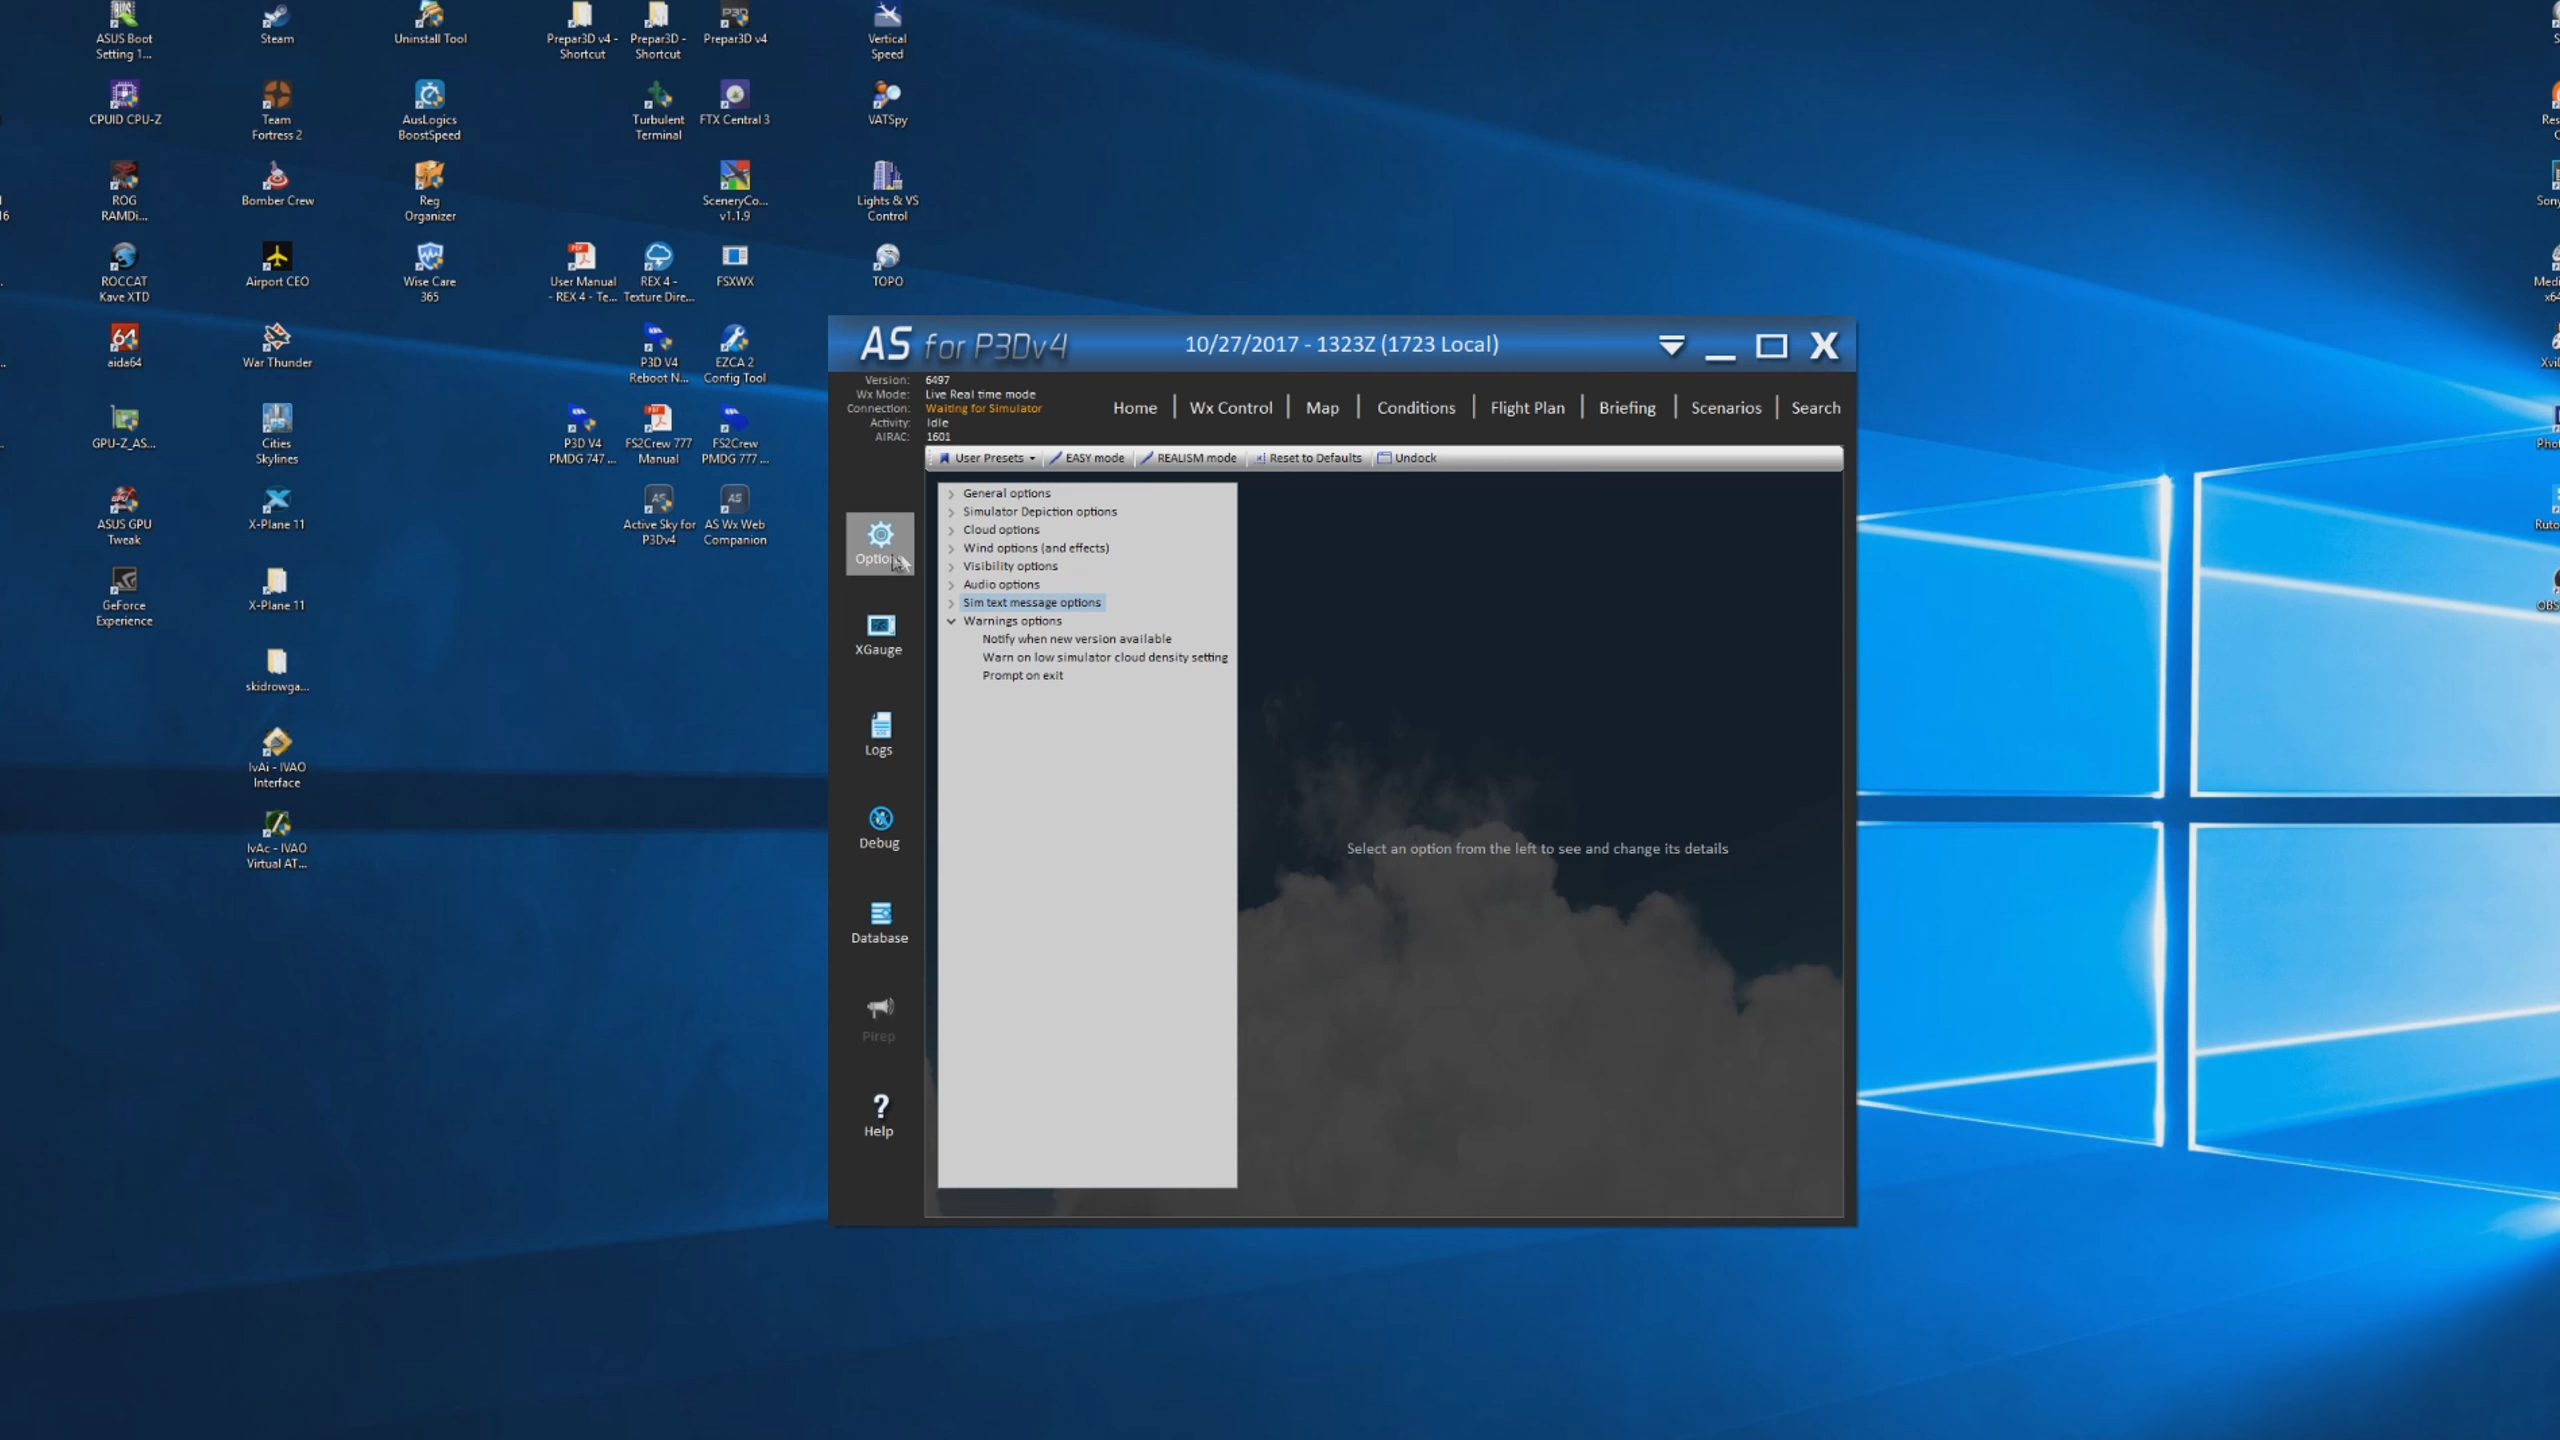 ASUS Boot
Setting 1...
Steam
Uninstall Tool
Prepar3D v4 -
Shortcut
Prepar3D -
Shortcut
Prepar3D v4
Vertical
Speed
CPUID CPU-Z
Team
Fortress 2
AusLogics
BoostSpeed
Turbulent
Terminal
FTX Central 3
VATSpy
ROG
RAMDi...
Bomber Crew
Reg
Organizer
SceneryCo...
v1.1.9
Lights & VS
Control
ROCCAT
Kave XTD
Airport CEO
Wise Care
365
User Manual
- REX 4 - Te...
REX 4 -
Texture Dire...
FSXWX
TOPO
aida64
War Thunder
P3D V4
Reboot N...
EZCA 2
Config Tool
GPU-Z_AS...
Cities
Skylines
P3D V4
PMDG 747 ...
FS2Crew 777
Manual
FS2Crew
PMDG 777 ...
ASUS GPU
Tweak
X-Plane 11
Active Sky for
P3Dv4
AS Wx Web
Companion
GeForce
Experience
X-Plane 11
skidrowga...
IvAi - IVAO
Interface
IvAc - IVAO
Virtual AT...
AS for P3Dv4
10/27/2017 - 1323Z (1723 Local)
X
Version: 6497
Wx Mode: Live Real time mode
Connection: Waiting for Simulator
Activity: Idle
AIRAC: 1601
Home | Wx Control | Map | Conditions | Flight Plan | Briefing | Scenarios | Search
User Presets EASY mode REALISM mode Reset to Defaults Undock
Options
XGauge
Logs
Debug
Database
Pirep
Help
General options
Simulator Depiction options
Cloud options
Wind options (and effects)
Visibility options
Audio options
Sim text message options
Warnings options
Notify when new version available
Warn on low simulator cloud density setting
Prompt on exit
Select an option from the left to see and change its details